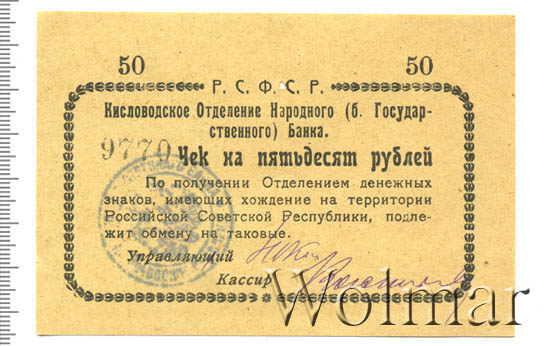 50 50
Р. С. Ф. С. Р.
Кисловодское Отделение Народного (б. Государ-
ственного) Банка.
9770 Чек на пятьдесят рублей
По получении Отделением денежных
знаков, имеющих хождение на территории
Российской Советской Республики, подле-
жит обмену на таковые.
Управляющий
Кассир
Wolmar